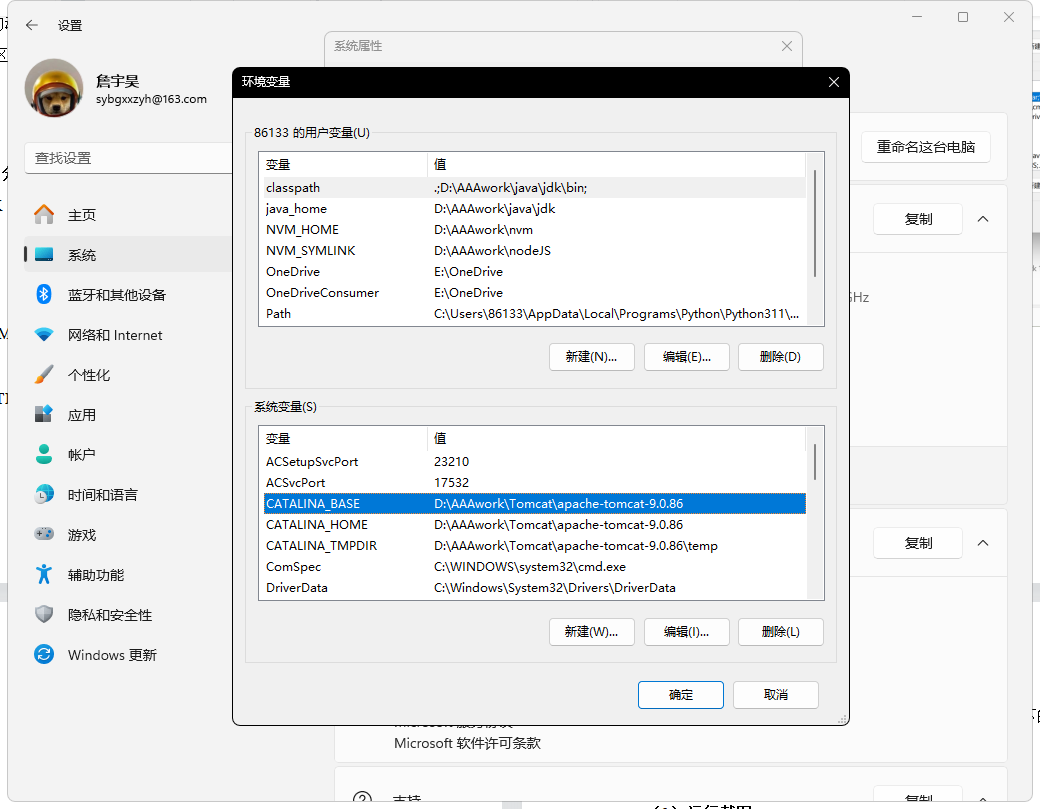 设置
系统属性
詹宇昊
sybgxxzyh@163.com
查找设置
主页
系统
蓝牙和其他设备
网络和 Internet
个性化
应用
帐户
时间和语言
游戏
辅助功能
隐私和安全性
Windows 更新
环境变量
86133 的用户变量(U)
变量 值
classpath .;D:\AAAwork\java\jdk\bin;
java_home D:\AAAwork\java\jdk
NVM_HOME D:\AAAwork\nvm
NVM_SYMLINK D:\AAAwork\nodeJS
OneDrive E:\OneDrive
OneDriveConsumer E:\OneDrive
Path C:\Users\86133\AppData\Local\Programs\Python\Python311\...
新建(N)... 编辑(E)... 删除(D)
系统变量(S)
变量 值
ACSetupSvcPort 23210
ACSvcPort 17532
CATALINA_BASE D:\AAAwork\Tomcat\apache-tomcat-9.0.86
CATALINA_HOME D:\AAAwork\Tomcat\apache-tomcat-9.0.86
CATALINA_TMPDIR D:\AAAwork\Tomcat\apache-tomcat-9.0.86\temp
ComSpec C:\WINDOWS\system32\cmd.exe
DriverData C:\Windows\System32\Drivers\DriverData
新建(W)... 编辑(I)... 删除(L)
确定 取消
重命名这台电脑
复制
GHz
复制
Microsoft 软件许可条款
支持 复制